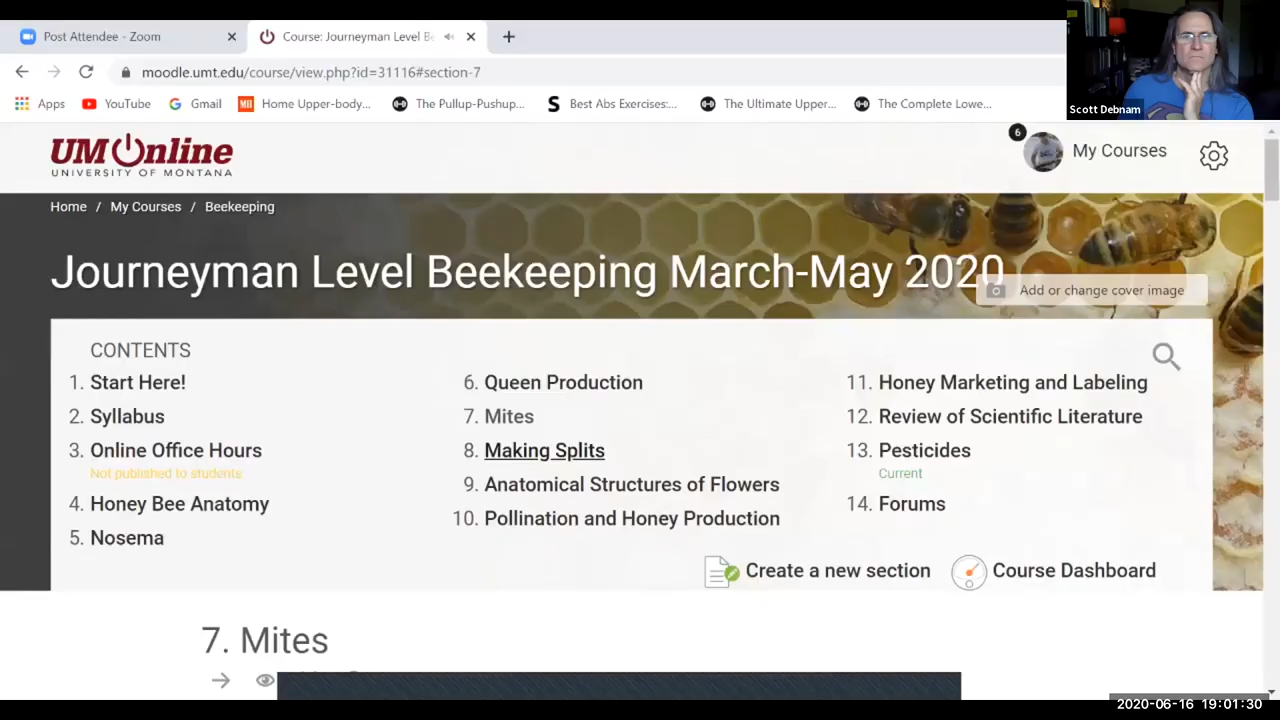 Post Attendee - Zoom
Course: Journeyman Level Be
moodle.umt.edu/course/view.php?id=31116#section-7
Apps
YouTube
Gmail
Home Upper-body...
The Pullup-Pushup...
Best Abs Exercises:...
The Ultimate Upper...
The Complete Lowe...
Scott Debnam
UMOnline
UNIVERSITY OF MONTANA
6
My Courses
Home / My Courses / Beekeeping
Journeyman Level Beekeeping March-May 2020
Add or change cover image
CONTENTS
1. Start Here!
2. Syllabus
3. Online Office Hours
Not published to students
4. Honey Bee Anatomy
5. Nosema
6. Queen Production
7. Mites
8. Making Splits
9. Anatomical Structures of Flowers
10. Pollination and Honey Production
11. Honey Marketing and Labeling
12. Review of Scientific Literature
13. Pesticides
Current
14. Forums
Create a new section
Course Dashboard
7. Mites
2020-06-16 19:01:30